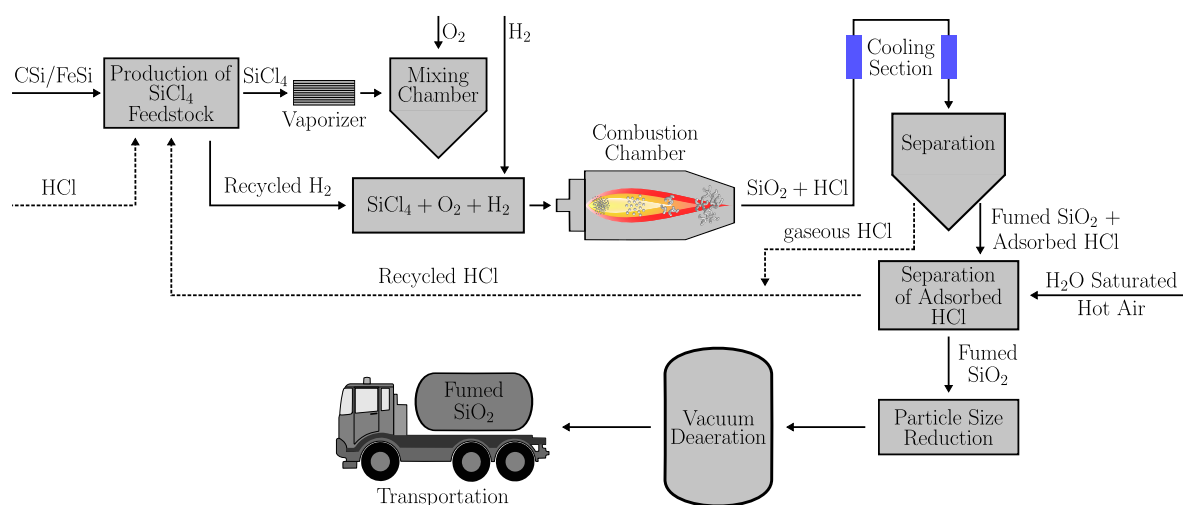 CSi/FeSi
Production of
SiCl₄
Feedstock
SiCl₄
Vaporizer
O₂
Mixing
Chamber
H₂
Cooling
Section
Separation
HCl
Recycled H₂
SiCl₄ + O₂ + H₂
Combustion
Chamber
SiO₂ + HCl
gaseous HCl
Fumed SiO₂ +
Adsorbed HCl
Recycled HCl
Separation
of Adsorbed
HCl
H₂O Saturated
Hot Air
Fumed
SiO₂
Particle Size
Reduction
Vacuum
Deaeration
Fumed
SiO₂
Transportation